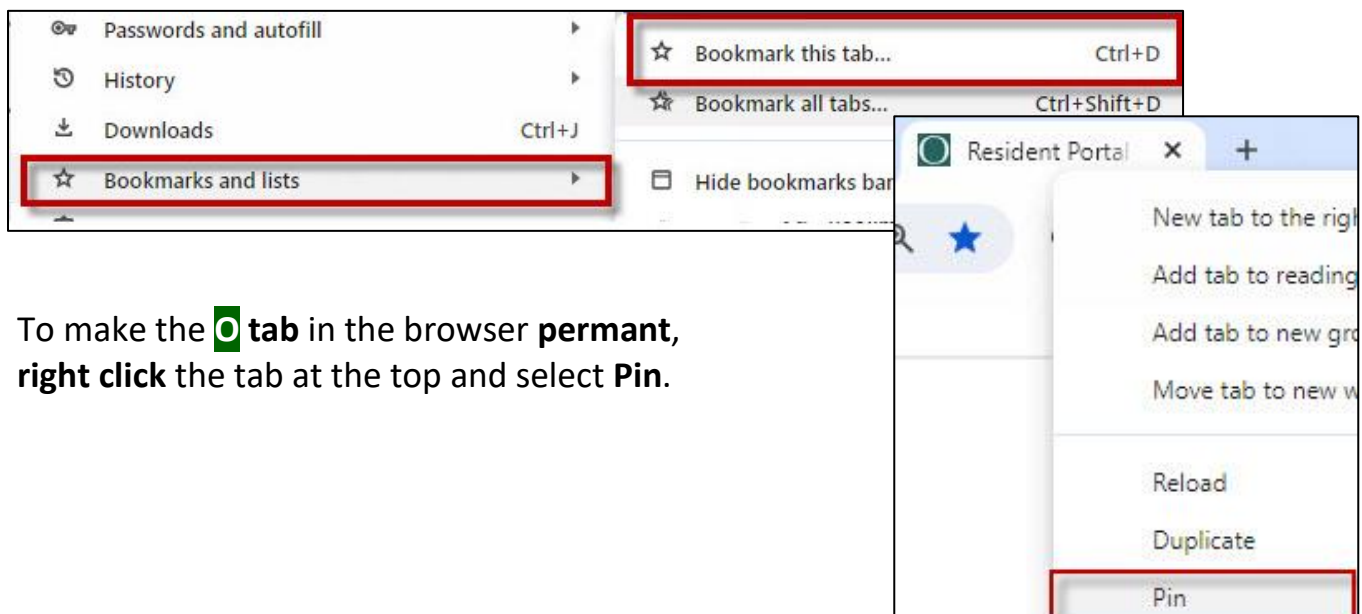 Passwords and autofill
History
Downloads Ctrl+J
Bookmarks and lists
Bookmark this tab... Ctrl+D
Bookmark all tabs... Ctrl+Shift+D
Hide bookmarks bar
Resident Portal
New tab to the
Add tab to reading
Add tab to new
Move tab to new
Reload
Duplicate
Pin
To make the O tab in the browser permant,
right click the tab at the top and select Pin.